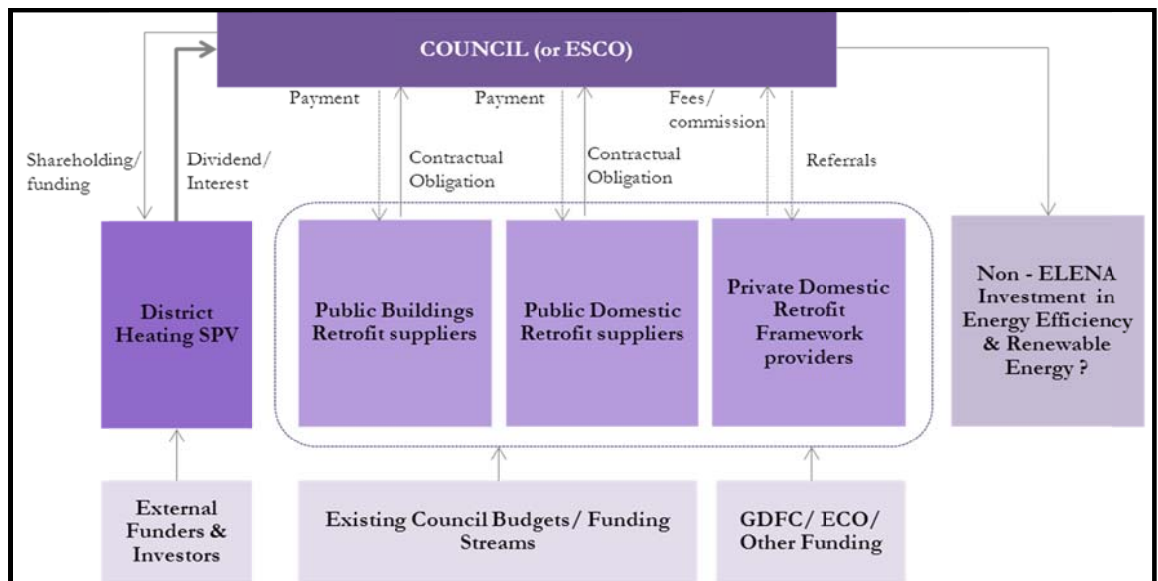 COUNCIL (or ESCO)
Payment
Payment
Fees/
commission
Shareholding/
funding
Dividend/
Interest
Contractual
Obligation
Contractual
Obligation
Referrals
District
Heating SPV
Public Buildings
Retrofit suppliers
Public Domestic
Retrofit suppliers
Private Domestic
Retrofit
Framework
providers
Non - ELENA
Investment in
Energy Efficiency
& Renewable
Energy ?
External
Funders &
Investors
Existing Council Budgets/ Funding
Streams
GDFC/ ECO/
Other Funding